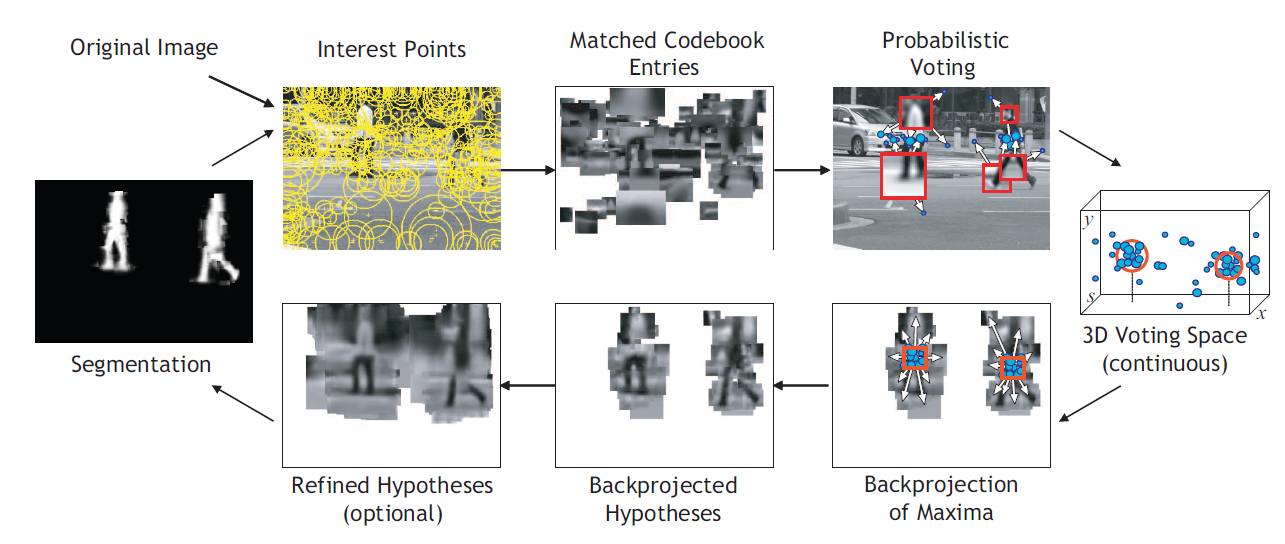 Original Image
Interest Points
Matched Codebook
Entries
Probabilistic
Voting
y
s
x
3D Voting Space
(continuous)
Segmentation
Refined Hypotheses
(optional)
Backprojected
Hypotheses
Backprojection
of Maxima